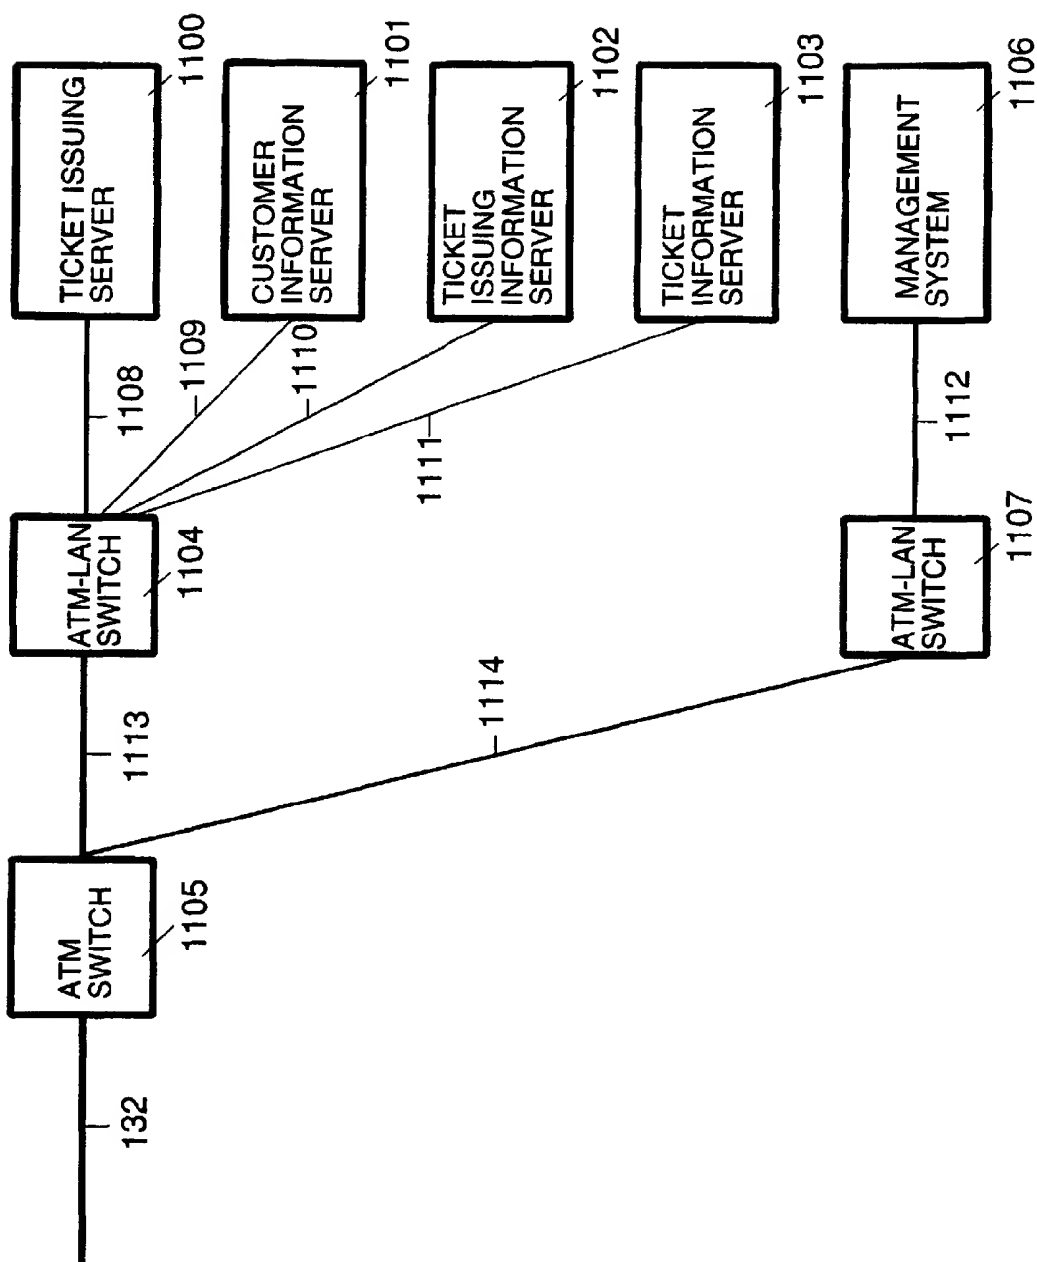 TICKET ISSUING
SERVER
1100
CUSTOMER
INFORMATION
SERVER
1101
TICKET
ISSUING
INFORMATION
SERVER
1102
TICKET
INFORMATION
SERVER
1103
MANAGEMENT
SYSTEM
1106
1108
1109
1110
1111
1112
ATM-LAN
SWITCH
1104
ATM-LAN
SWITCH
1107
1113
1114
ATM
SWITCH
1105
132